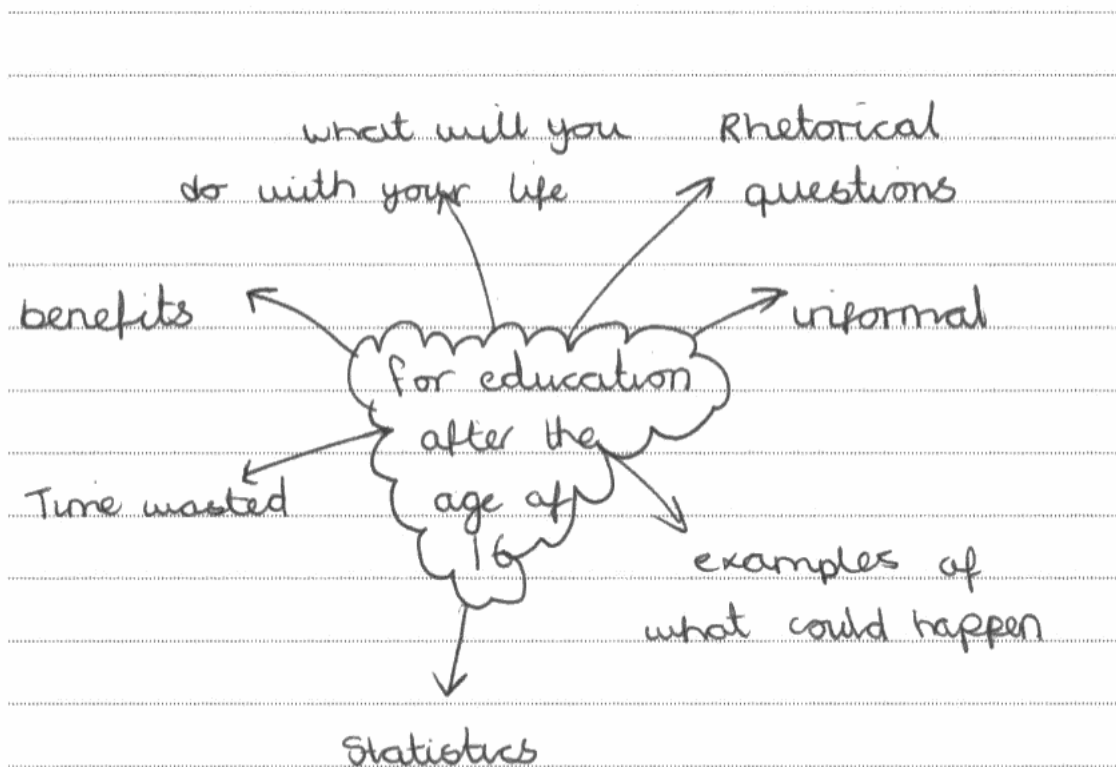 what will you
do with your life
Rhetorical
questions
benefits
informal
for education
after the
age of
16
Time wasted
examples of
what could happen
Statistics